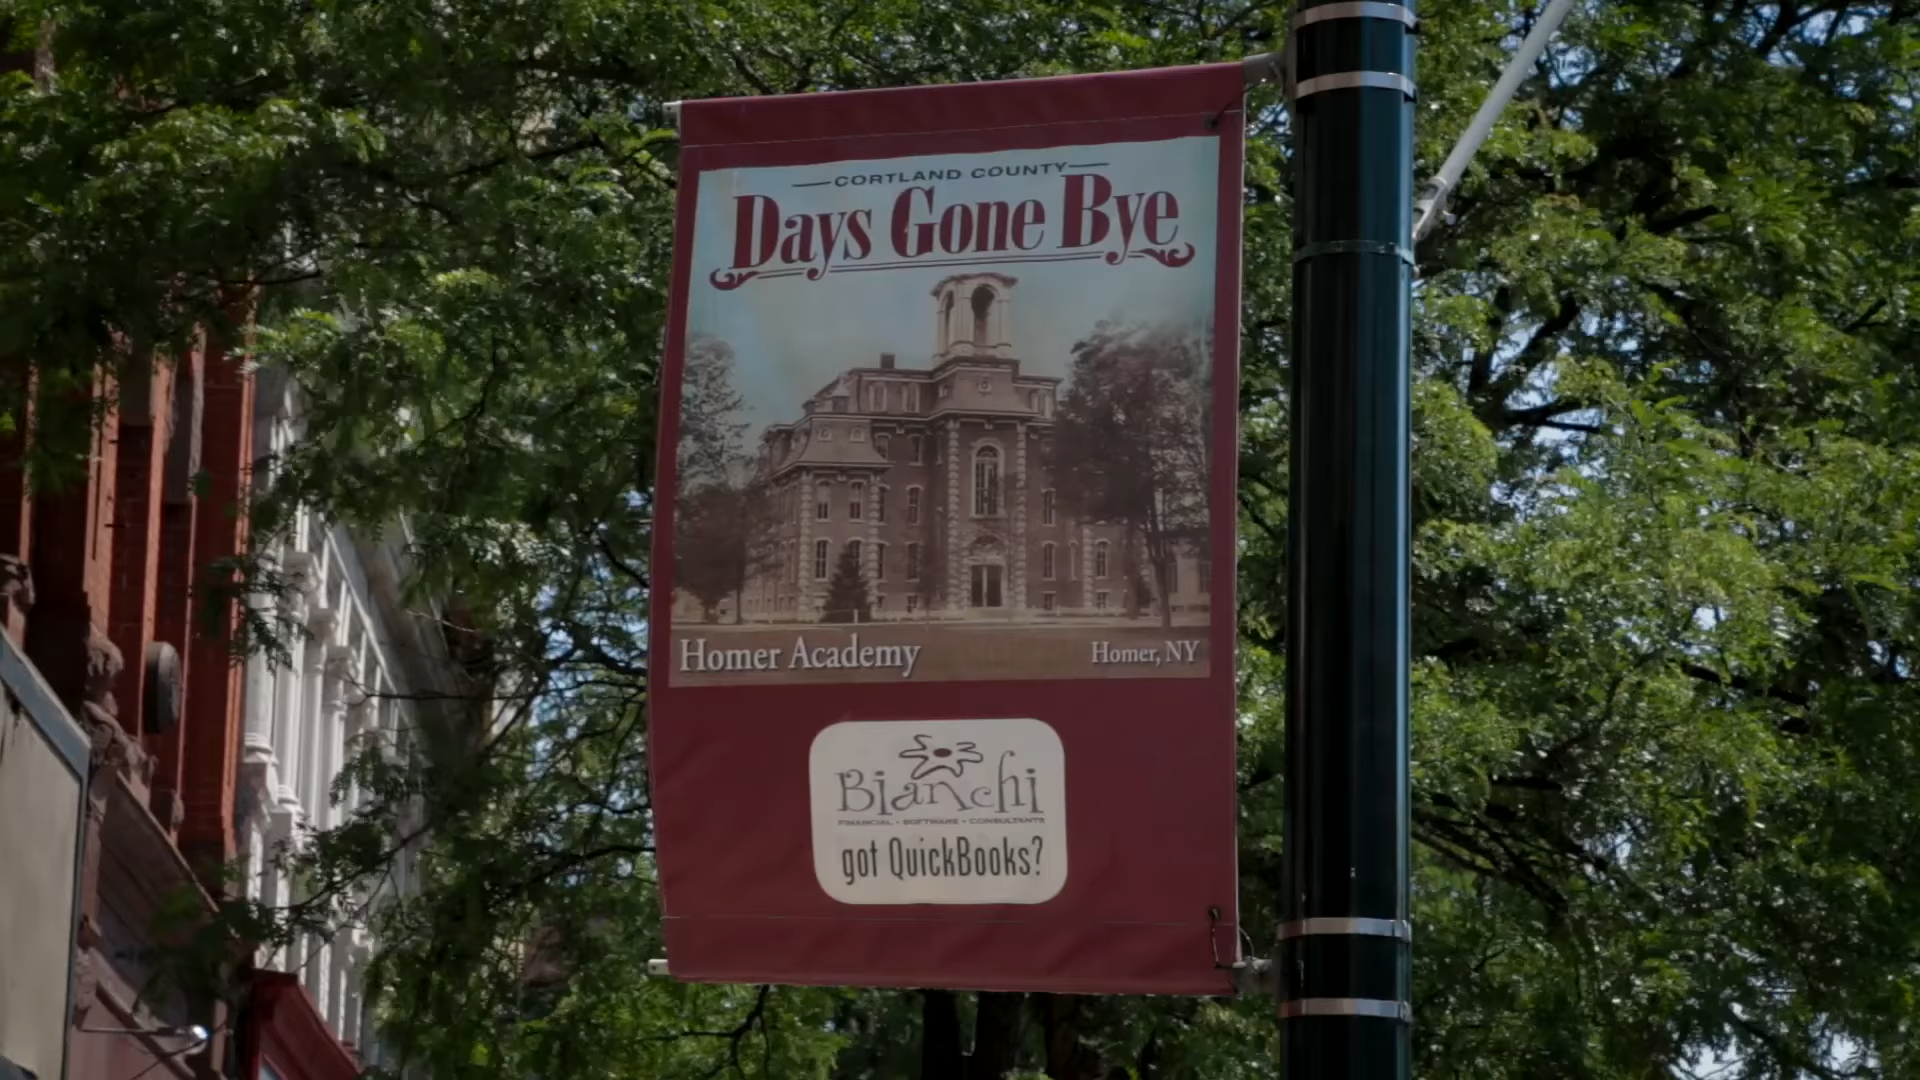 CORTLAND COUNTY
Days Gone Bye
Homer Academy
Homer, NY
Bianchi
FINANCIAL • SOFTWARE • CONSULTANTS
got QuickBooks?